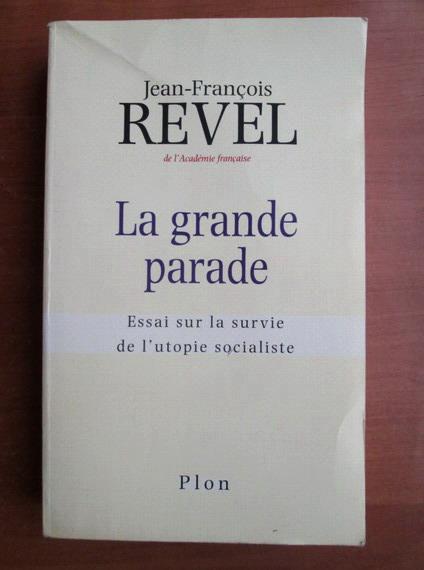 Jean-François
REVEL
de l'Académie française
La grande
parade
Essai sur la survie
de l'utopie socialiste
Plon